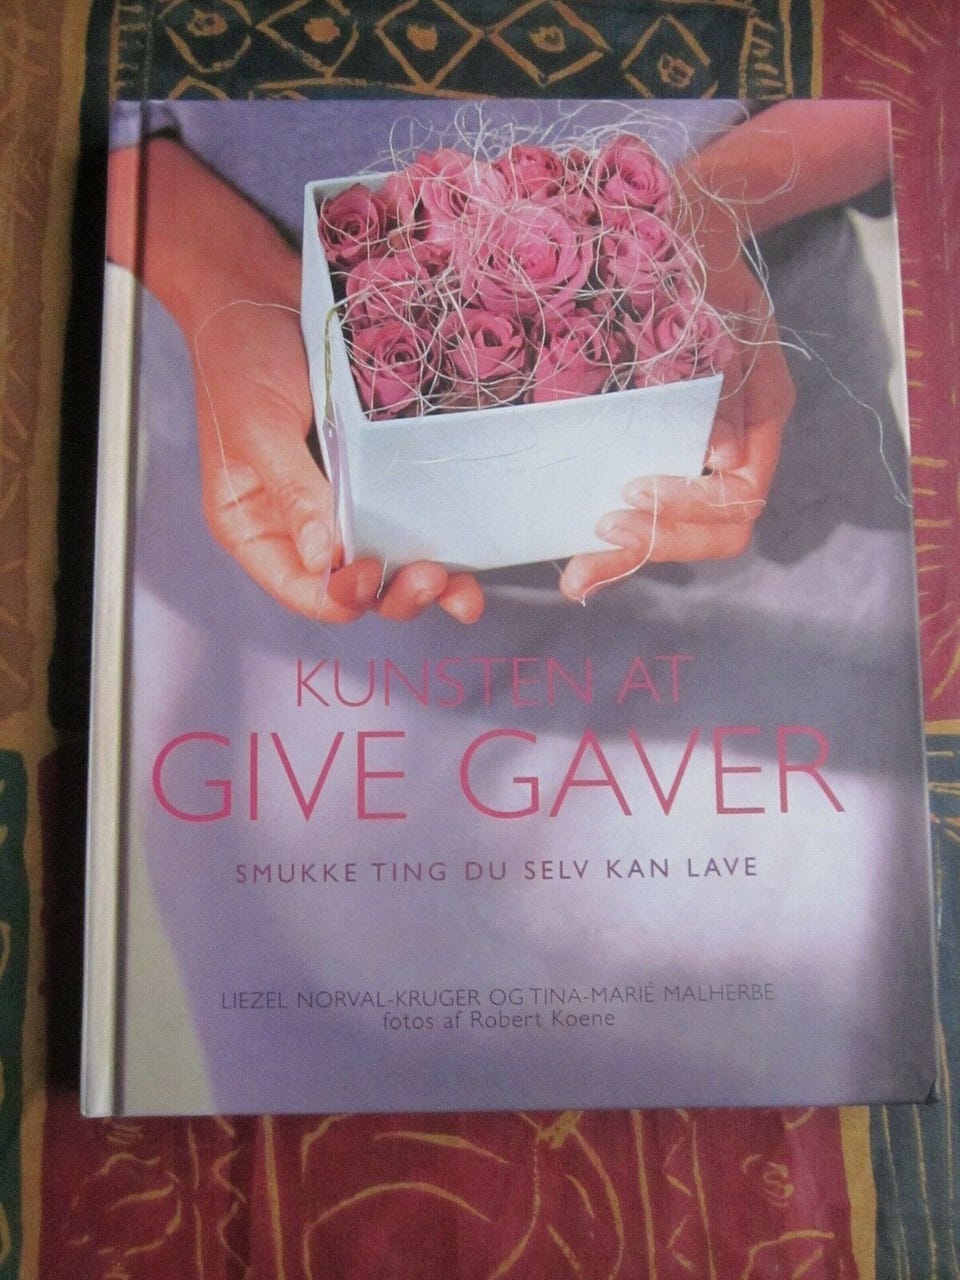 KUNSTEN AT
GIVE GAVER
SMUKKE TING DU SELV KAN LAVE
LIEZEL NORVAL-KRUGER OG TINA-MARIÉ MALHERBE
fotos af Robert Koene